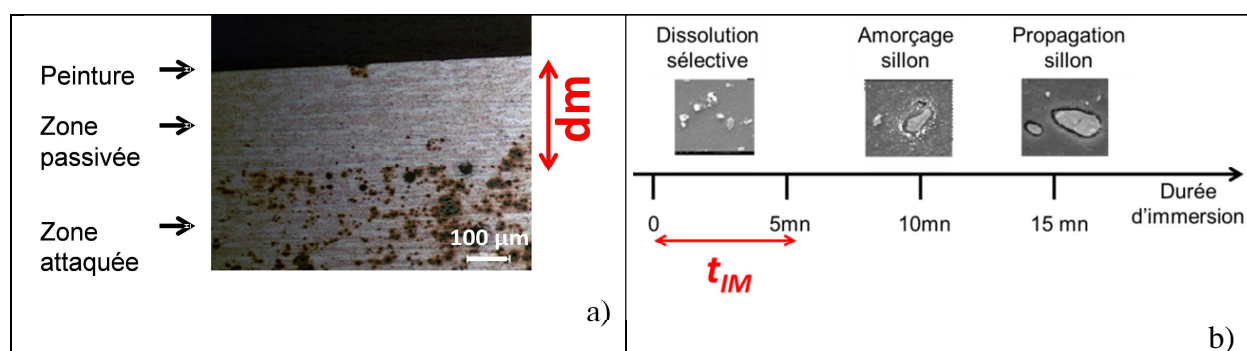 Peinture
Zone
passivée
Zone
attaquée
dm
100 µm
a)
Dissolution
sélective
Amorçage
sillon
Propagation
sillon
0
5mn
10mn
15 mn
Durée
d'immersion
t_IM
b)